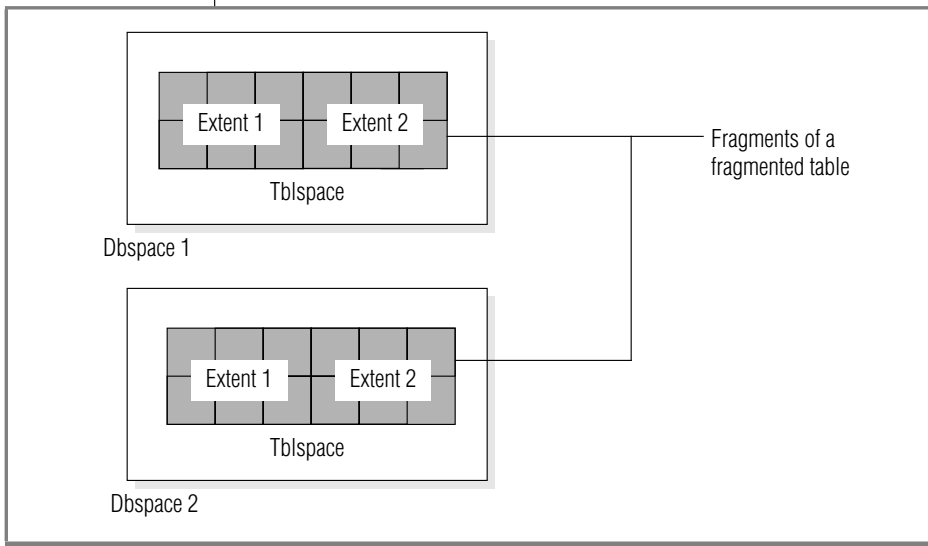 Extent 1
Extent 2
Tblspace
Dbspace 1
Fragments of a
fragmented table
Extent 1
Extent 2
Tblspace
Dbspace 2